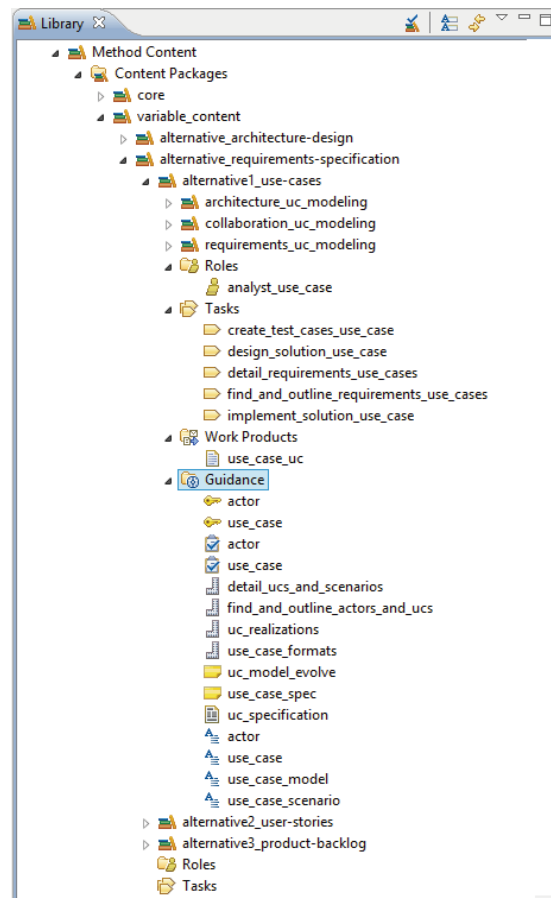 Library
Method Content
Content Packages
core
variable_content
alternative_architecture-design
alternative_requirements-specification
alternative1_use-cases
architecture_uc_modeling
collaboration_uc_modeling
requirements_uc_modeling
Roles
analyst_use_case
Tasks
create_test_cases_use_case
design_solution_use_case
detail_requirements_use_cases
find_and_outline_requirements_use_cases
implement_solution_use_case
Work Products
use_case_uc
Guidance
actor
use_case
actor
use_case
detail_ucs_and_scenarios
find_and_outline_actors_and_ucs
uc_realizations
use_case_formats
uc_model_evolve
use_case_spec
uc_specification
actor
use_case
use_case_model
use_case_scenario
alternative2_user-stories
alternative3_product-backlog
Roles
Tasks